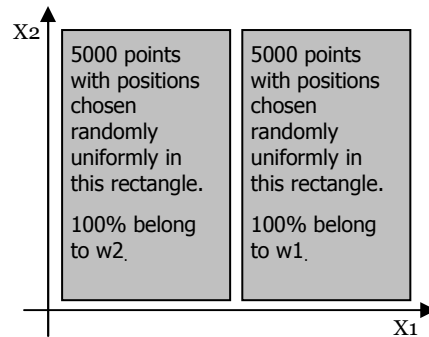 X2
5000 points
with positions
chosen
randomly
uniformly in
this rectangle.
100% belong
to w2.
5000 points
with positions
chosen
randomly
uniformly in
this rectangle.
100% belong
to w1.
X1